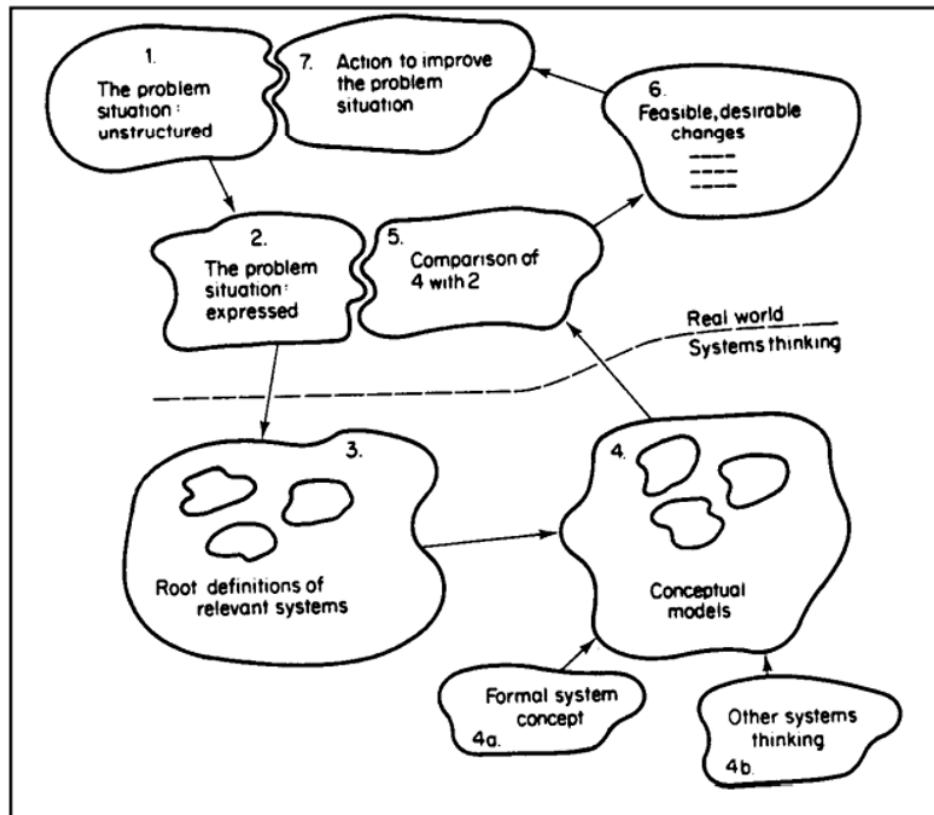 1.
The problem
situation:
unstructured
7. Action to improve
the problem
situation
6.
Feasible, desirable
changes
2.
The problem
situation:
expressed
5.
Comparison of
4 with 2
Real world
Systems thinking
3.
Root definitions of
relevant systems
4.
Conceptual
models
Formal system
concept
4a.
Other systems
thinking
4b.